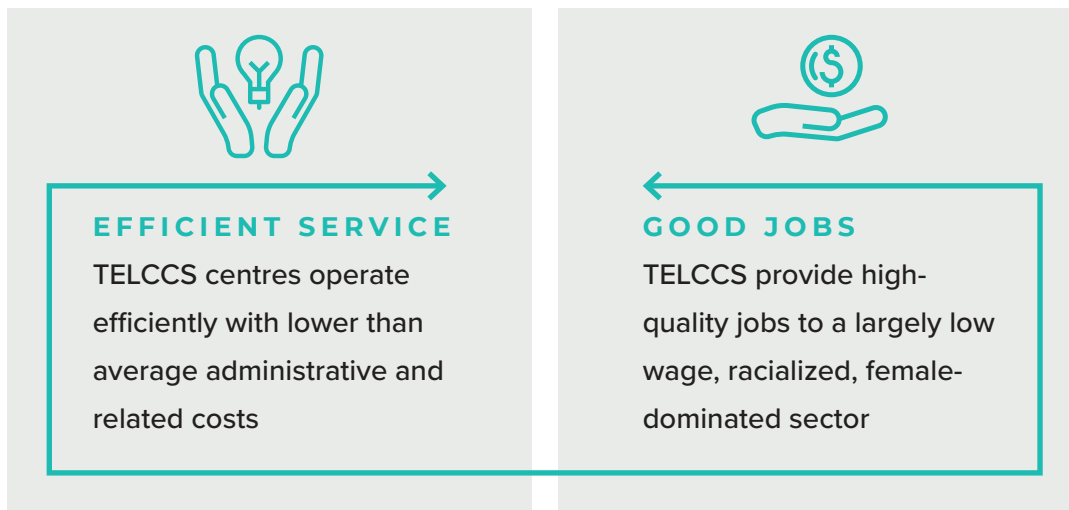 EFFICIENT SERVICE
TELCCS centres operate
efficiently with lower than
average administrative and
related costs
GOOD JOBS
TELCCS provide high-
quality jobs to a largely low
wage, racialized, female-
dominated sector